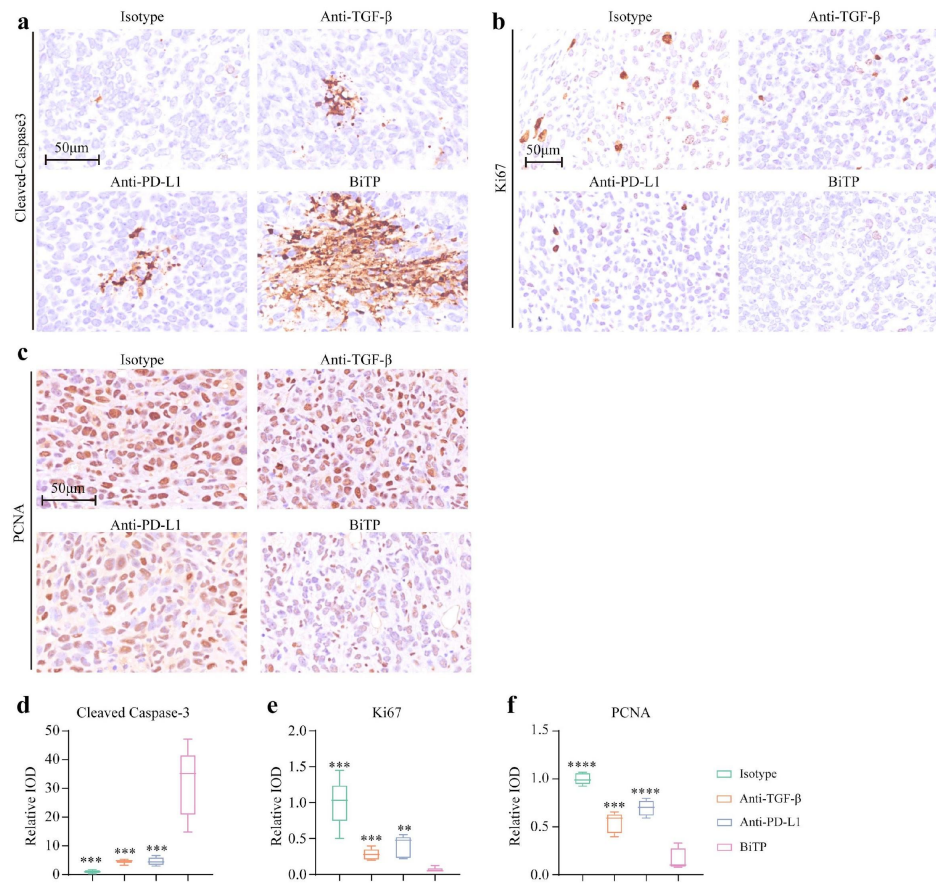 a
Isotype
Anti-TGF-β
Cleaved-Caspase3
50μm
Anti-PD-L1
BiTP
b
Isotype
Anti-TGF-β
Ki67
50μm
Anti-PD-L1
BiTP
c
Isotype
Anti-TGF-β
PCNA
50μm
Anti-PD-L1
BiTP
d
Cleaved Caspase-3
Relative IOD
50
40
30
20
10
0
***
***
***
e
Ki67
Relative IOD
2.0
1.5
1.0
0.5
0.0
***
***
**
f
PCNA
Relative IOD
1.5
1.0
0.5
0.0
****
***
****
Isotype
Anti-TGF-β
Anti-PD-L1
BiTP